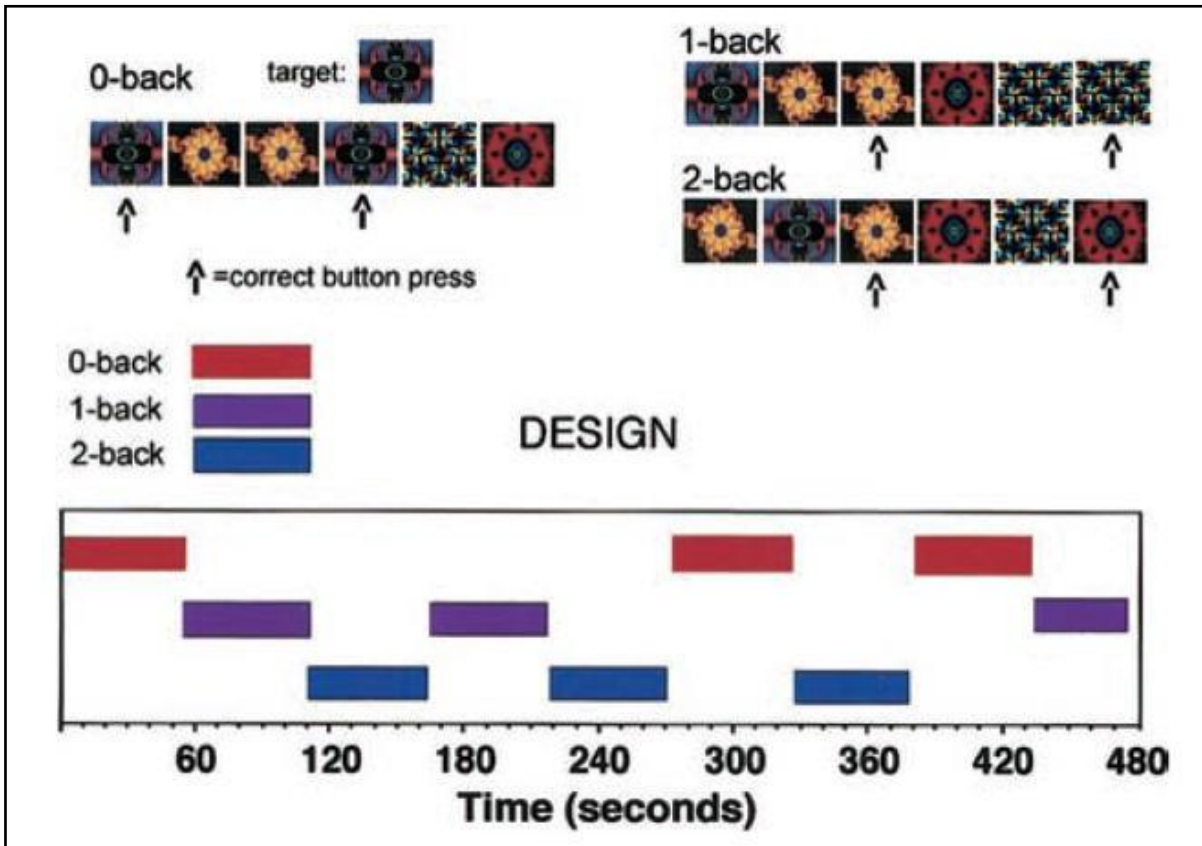 0-back
target:
=correct button press
1-back
2-back
0-back
1-back
2-back
DESIGN
60 120 180 240 300 360 420 480
Time (seconds)